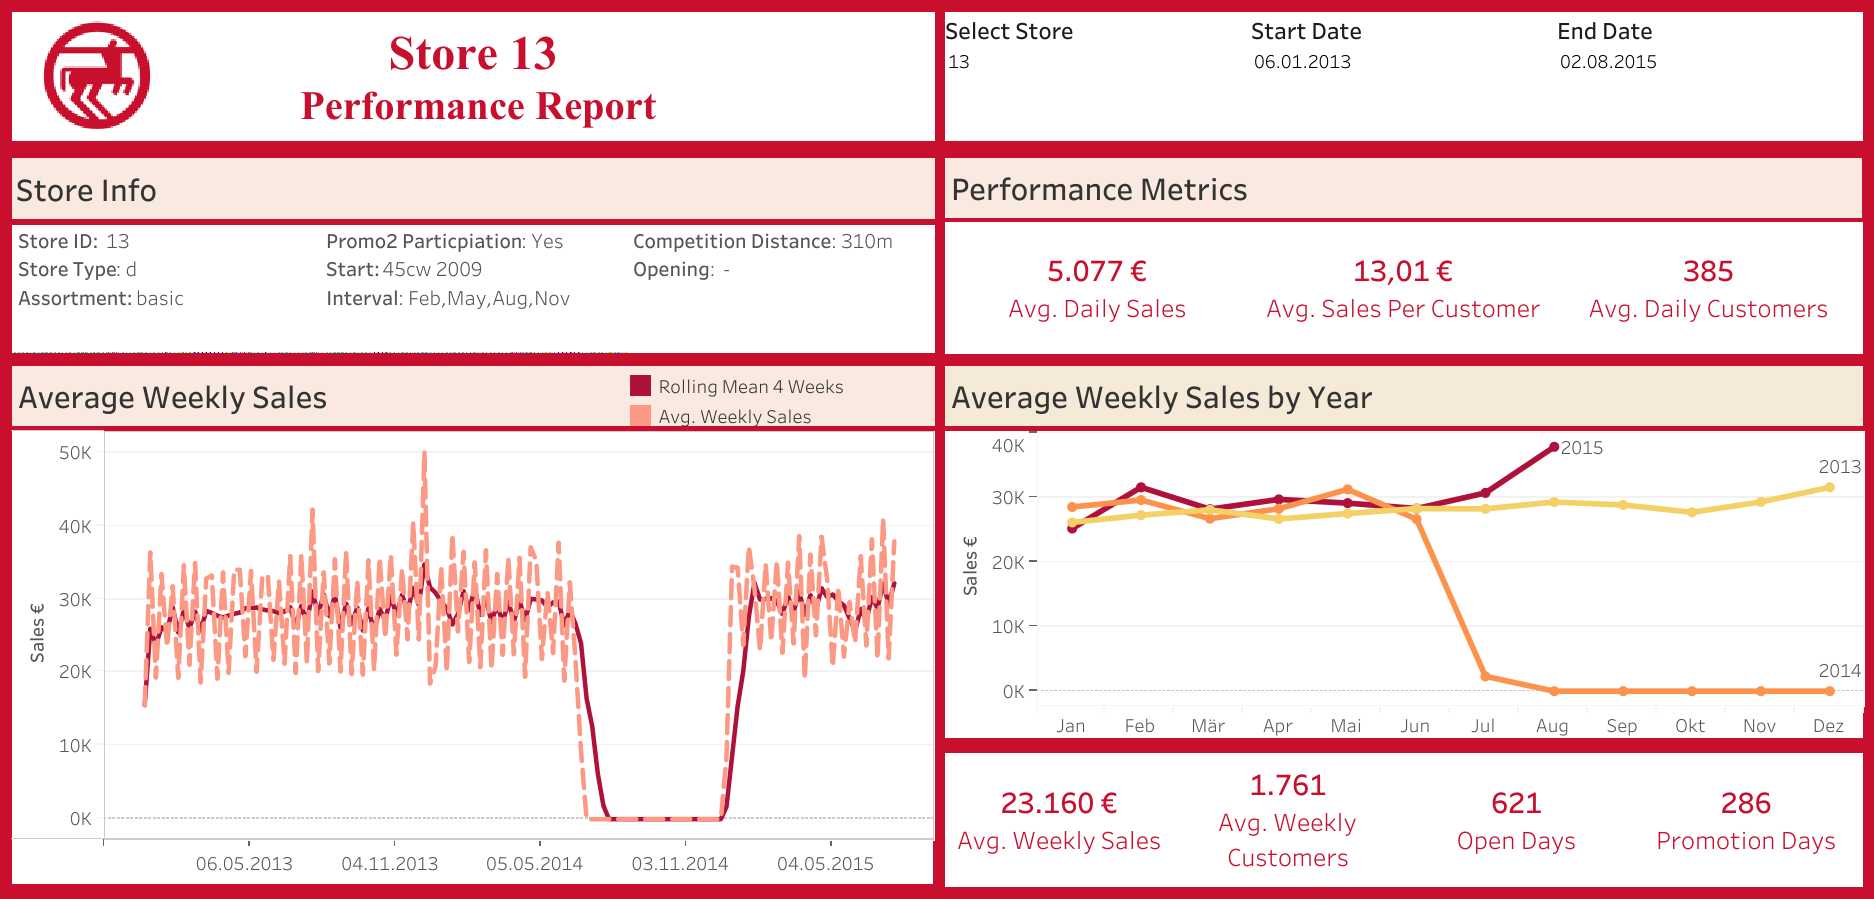 Store 13
Performance Report
Select Store
13
Start Date
06.01.2013
End Date
02.08.2015
Store Info
Store ID: 13
Store Type: d
Assortment: basic
Promo2 Particpiation: Yes
Start: 45cw 2009
Interval: Feb,May,Aug,Nov
Competition Distance: 310m
Opening: -
Performance Metrics
5.077 €
Avg. Daily Sales
13,01 €
Avg. Sales Per Customer
385
Avg. Daily Customers
Average Weekly Sales
Rolling Mean 4 Weeks
Avg. Weekly Sales
Sales €
50K
40K
30K
20K
10K
0K
06.05.2013
04.11.2013
05.05.2014
03.11.2014
04.05.2015
Average Weekly Sales by Year
Sales €
40K
30K
20K
10K
0K
2015
2013
2014
Jan
Feb
Mär
Apr
Mai
Jun
Jul
Aug
Sep
Okt
Nov
Dez
23.160 €
Avg. Weekly Sales
1.761
Avg. Weekly
Customers
621
Open Days
286
Promotion Days